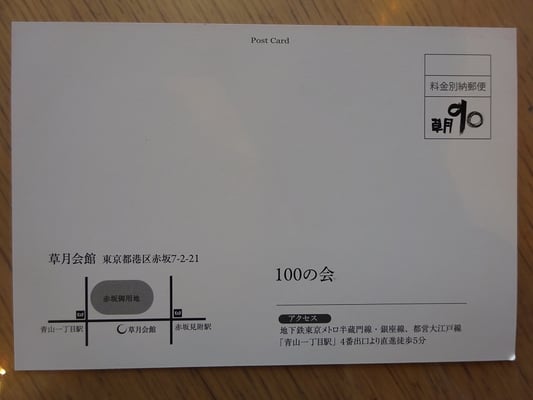 Post Card
料金別納郵便
草月90
草月会館 東京都港区赤坂7-2-21
赤坂御用地
青山一丁目駅
草月会館
赤坂見附駅
100の会
アクセス
地下鉄東京メトロ半蔵門線・銀座線、都営大江戸線
「青山一丁目駅」4番出口より直進徒歩5分